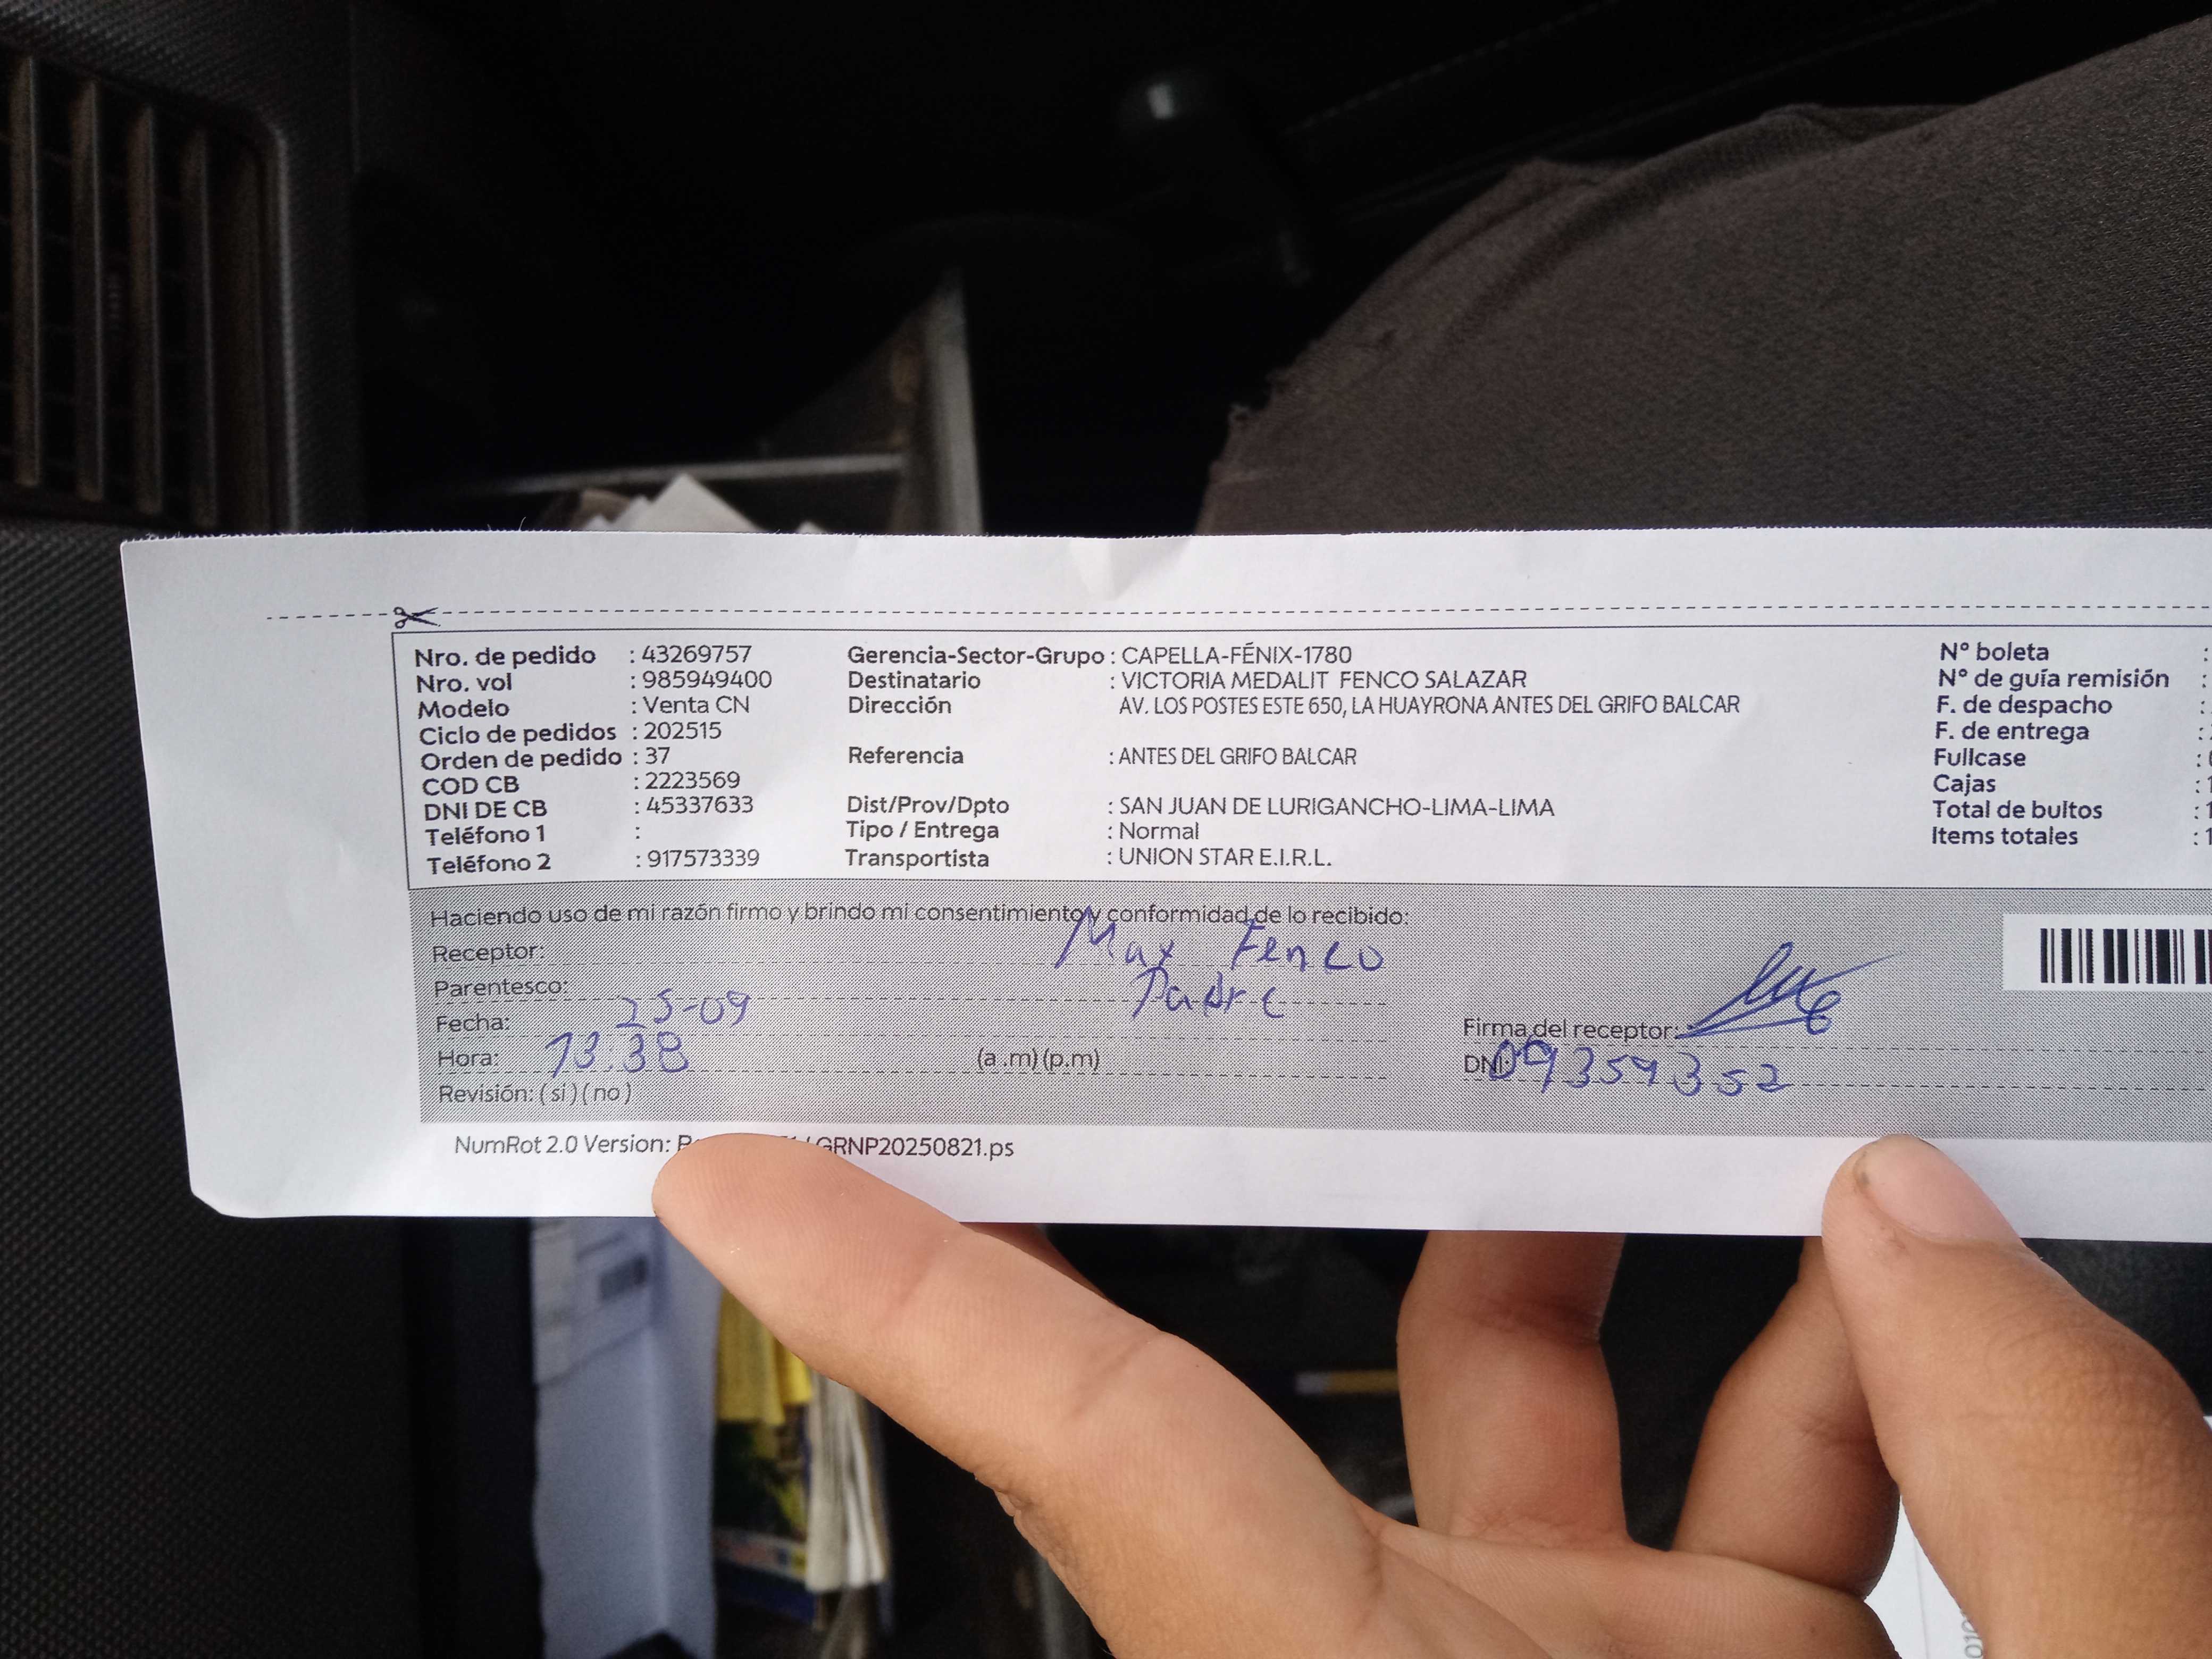 Nro. de pedido : 43269757 Gerencia-Sector-Grupo : CAPELLA-FÉNIX-1780 N° boleta :
Nro. vol : 985949400 Destinatario : VICTORIA MEDALIT FENCO SALAZAR N° de guía remisión :
Modelo : Venta CN Dirección AV. LOS POSTES ESTE 650, LA HUAYRONA ANTES DEL GRIFO BALCAR F. de despacho :
Ciclo de pedidos : 202515 F. de entrega :
Orden de pedido : 37 Referencia : ANTES DEL GRIFO BALCAR Fullcase :
COD CB : 2223569 Cajas : 1
DNI DE CB : 45337633 Dist/Prov/Dpto : SAN JUAN DE LURIGANCHO-LIMA-LIMA Total de bultos : 1
Teléfono 1 : Tipo / Entrega : Normal Items totales : 1
Teléfono 2 : 917573339 Transportista : UNION STAR E.I.R.L.
Haciendo uso de mi razón firmo y brindo mi consentimiento y conformidad de lo recibido:
Receptor: Max Fenco
Parentesco: Padre
Fecha: 25-09 Firma del receptor:
Hora: 13:38 (a .m) (p.m) DNI: 09359352
Revisión: ( si ) ( no )
NumRot 2.0 Version: GRNP20250821.ps